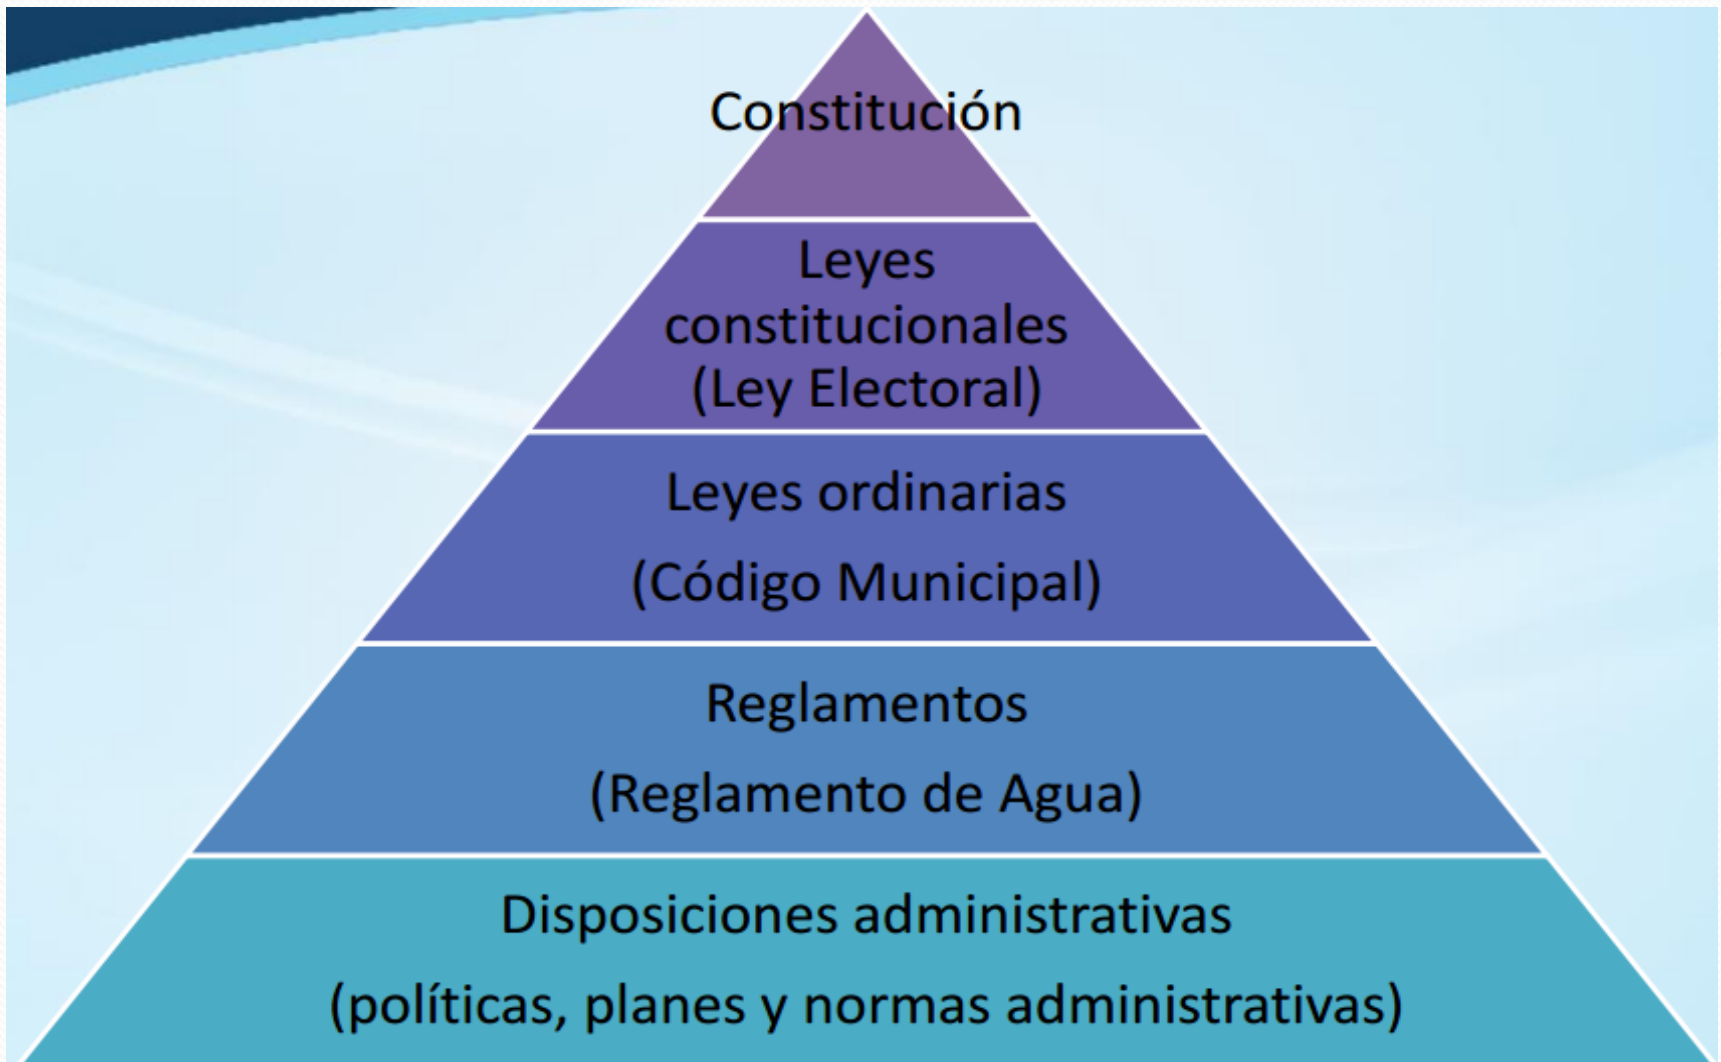 Constitución
Leyes
constitucionales
(Ley Electoral)
Leyes ordinarias
(Código Municipal)
Reglamentos
(Reglamento de Agua)
Disposiciones administrativas
(políticas, planes y normas administrativas)